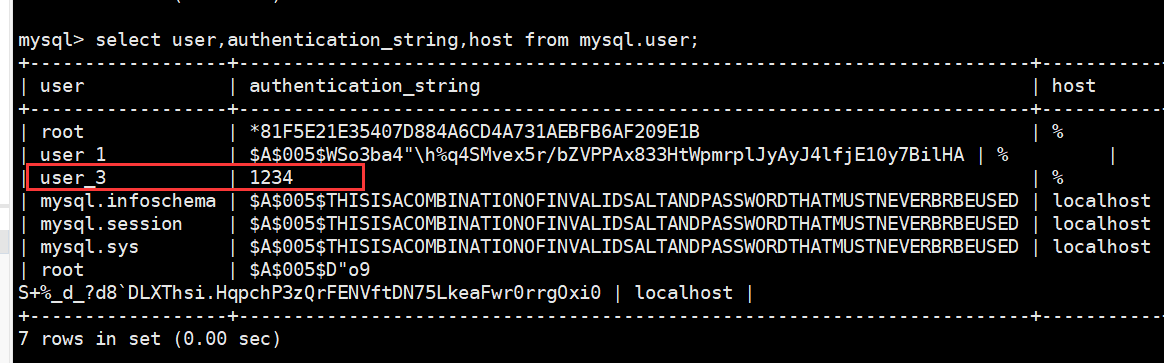 mysql> select user,authentication_string,host from mysql.user;
+------------------+------------------------------------------------------------------------+-----------
| user | authentication_string | host
+------------------+------------------------------------------------------------------------+-----------
| root | *81F5E21E35407D884A6CD4A731AEBFB6AF209E1B | %
| user_1 | $A$005$WSo3ba4"\h%q4SMvex5r/bZVPPAx833HtWpmrplJyAyJ4lfjE10y7BilHA | % |
| user_3 | 1234 | %
| mysql.infoschema | $A$005$THISISACOMBINATIONOFINVALIDSALTANDPASSWORDTHATMUSTNEVERBRBEUSED | localhost
| mysql.session | $A$005$THISISACOMBINATIONOFINVALIDSALTANDPASSWORDTHATMUSTNEVERBRBEUSED | localhost
| mysql.sys | $A$005$THISISACOMBINATIONOFINVALIDSALTANDPASSWORDTHATMUSTNEVERBRBEUSED | localhost
| root | $A$005$D"o9
S+%_d_?d8`DLXThsi.HqpchP3zQrFENVftDN75LkeaFwr0rrgOxi0 | localhost |
+------------------+------------------------------------------------------------------------+-----------
7 rows in set (0.00 sec)